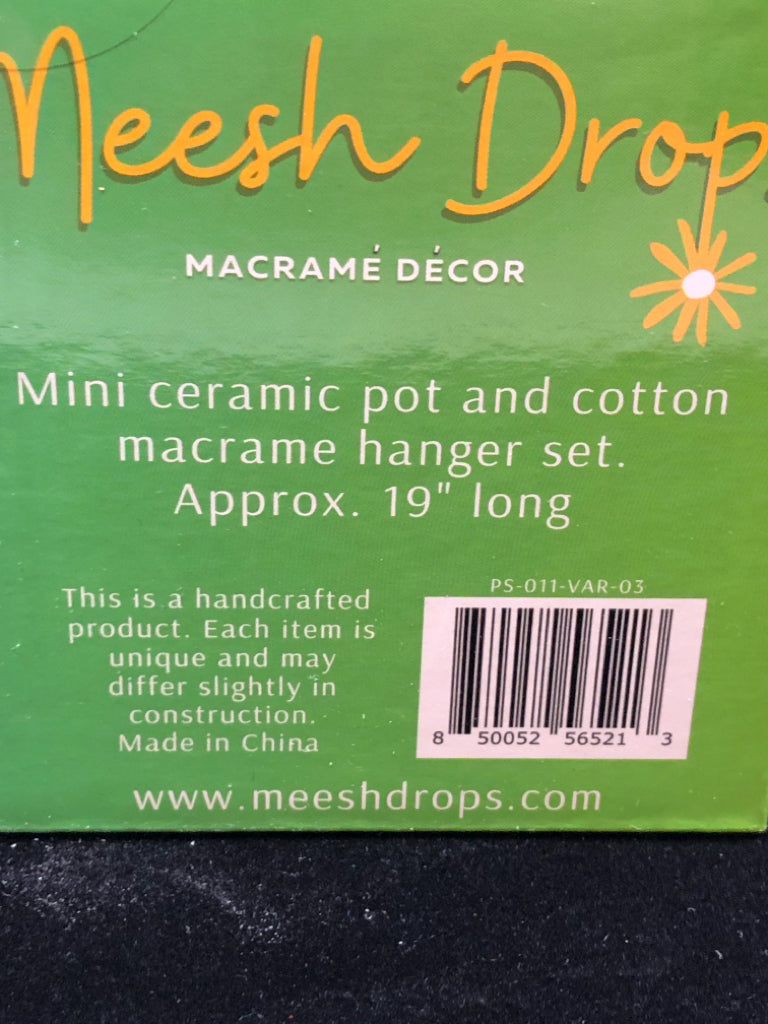 Meesh Drops
MACRAMÉ DÉCOR
Mini ceramic pot and cotton
macrame hanger set.
Approx. 19" long
This is a handcrafted
product. Each item is
unique and may
differ slightly in
construction.
Made in China
PS-011-VAR-03
8 50052 56521 3
www.meeshdrops.com